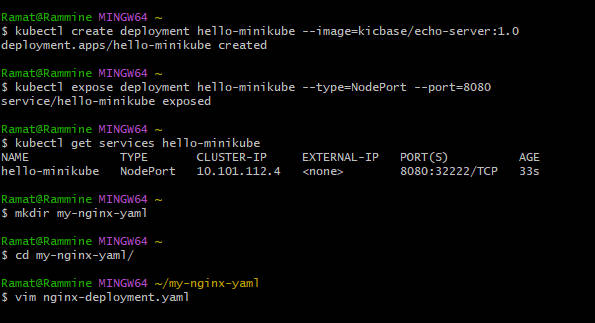 Ramat@Rammine MINGW64 ~
$ kubectl create deployment hello-minikube --image=kicbase/echo-server:1.0
deployment.apps/hello-minikube created
Ramat@Rammine MINGW64 ~
$ kubectl expose deployment hello-minikube --type=NodePort --port=8080
service/hello-minikube exposed
Ramat@Rammine MINGW64 ~
$ kubectl get services hello-minikube
NAME TYPE CLUSTER-IP EXTERNAL-IP PORT(S) AGE
hello-minikube NodePort 10.101.112.4 <none> 8080:32222/TCP 33s
Ramat@Rammine MINGW64 ~
$ mkdir my-nginx-yaml
Ramat@Rammine MINGW64 ~
$ cd my-nginx-yaml/
Ramat@Rammine MINGW64 ~/my-nginx-yaml
$ vim nginx-deployment.yaml